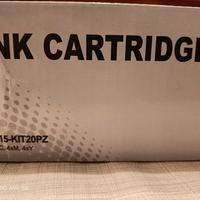 NK CARTRIDGE
15-KIT20PZ
C, 4xM, 4xY